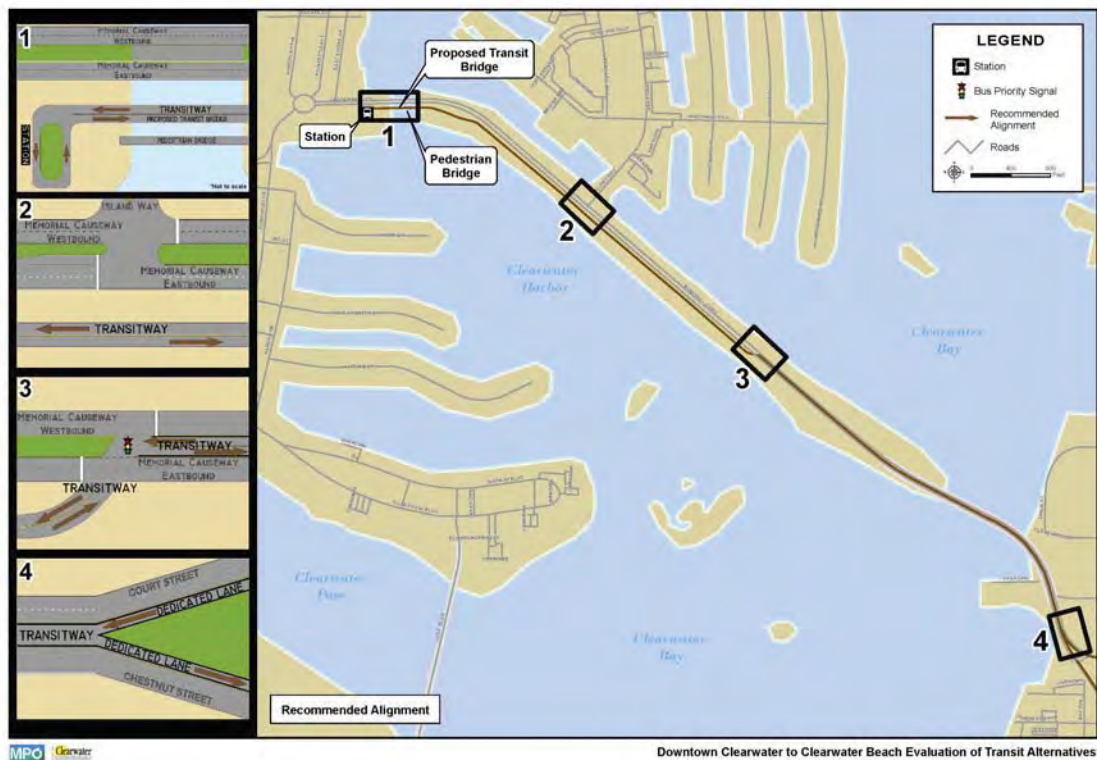 1
MEMORIAL CAUSEWAY
WESTBOUND
MEMORIAL CAUSEWAY
EASTBOUND
TRANSITWAY
PROPOSED TRANSIT BRIDGE
PEDESTRIAN BRIDGE
STATION
*Not to scale
2
ISLAND WAY
MEMORIAL CAUSEWAY
WESTBOUND
MEMORIAL CAUSEWAY
EASTBOUND
TRANSITWAY
3
MEMORIAL CAUSEWAY
WESTBOUND
TRANSITWAY
MEMORIAL CAUSEWAY
EASTBOUND
TRANSITWAY
4
COURT STREET
DEDICATED LANE
TRANSITWAY
DEDICATED LANE
CHESTNUT STREET
Proposed Transit
Bridge
Station
1
Pedestrian
Bridge
2
3
4
Clearwater
Harbor
Clearwater
Bay
Clearwater
Pass
Clearwater
Bay
LEGEND
Station
Bus Priority Signal
Recommended
Alignment
Roads
0 400 800
Feet
Recommended Alignment
MPO
Clearwater
Downtown Clearwater to Clearwater Beach Evaluation of Transit Alternatives